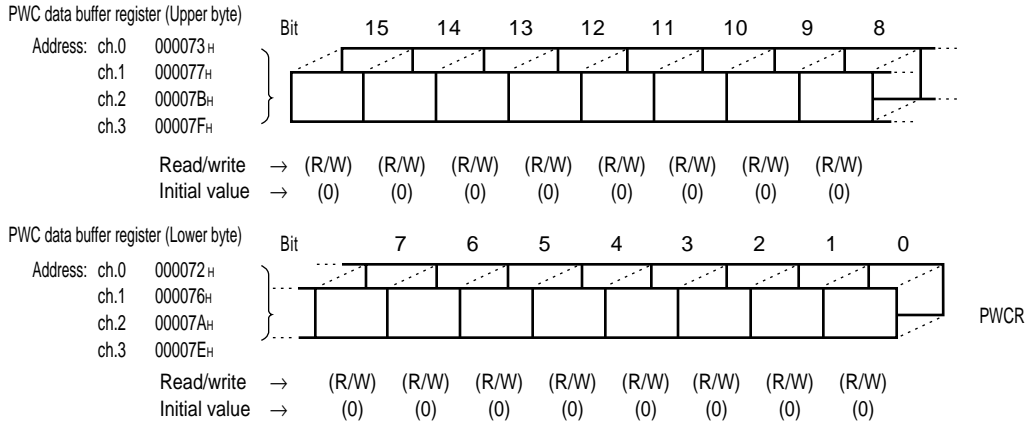 PWC data buffer register (Upper byte)
Bit 15 14 13 12 11 10 9 8
Address: ch.0 000073H
ch.1 000077H
ch.2 00007BH
ch.3 00007FH
Read/write → (R/W) (R/W) (R/W) (R/W) (R/W) (R/W) (R/W) (R/W)
Initial value → (0) (0) (0) (0) (0) (0) (0) (0)
PWC data buffer register (Lower byte)
Bit 7 6 5 4 3 2 1 0
Address: ch.0 000072H
ch.1 000076H
ch.2 00007AH
PWCR
ch.3 00007EH
Read/write → (R/W) (R/W) (R/W) (R/W) (R/W) (R/W) (R/W) (R/W)
Initial value → (0) (0) (0) (0) (0) (0) (0) (0)